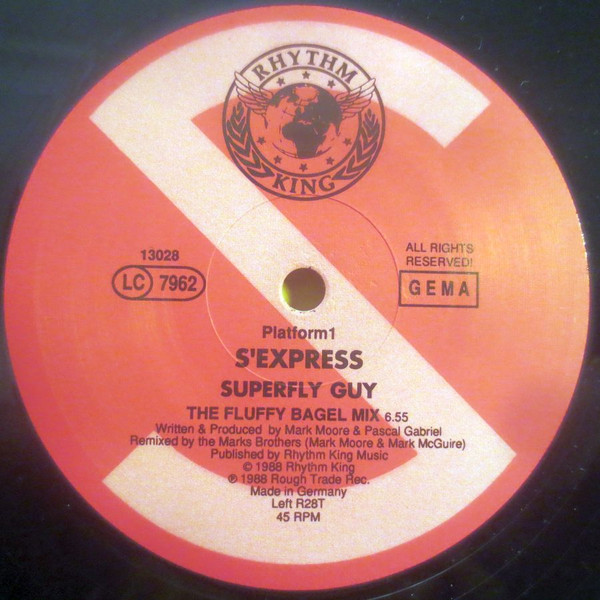 RHYTHM
KING
13028
LC 7962
ALL RIGHTS
RESERVED!
GEMA
Platform1
S'EXPRESS
SUPERFLY GUY
THE FLUFFY BAGEL MIX 6.55
Written & Produced by Mark Moore & Pascal Gabriel
Remixed by the Marks Brothers (Mark Moore & Mark McGuire)
Published by Rhythm King Music
© 1988 Rhythm King
℗ 1988 Rough Trade Rec.
Made in Germany
Left R28T
45 RPM